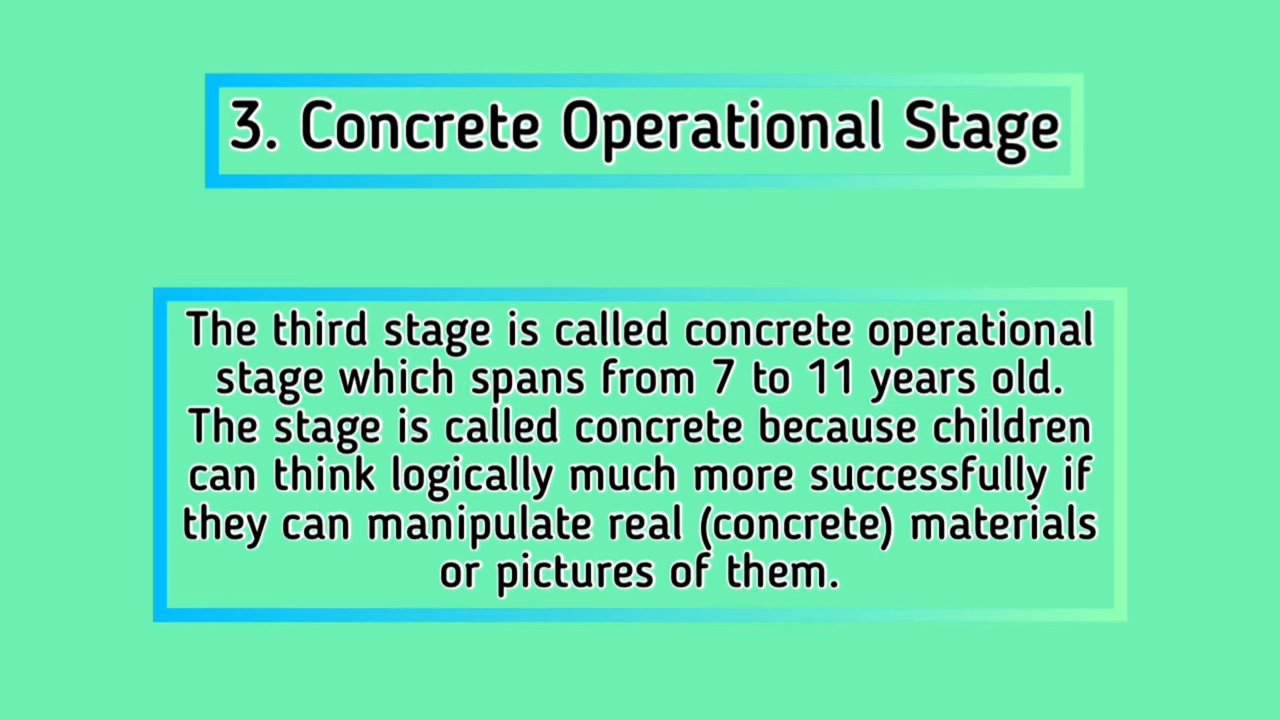 3. Concrete Operational Stage
The third stage is called concrete operational
stage which spans from 7 to 11 years old.
The stage is called concrete because children
can think logically much more successfully if
they can manipulate real (concrete) materials
or pictures of them.